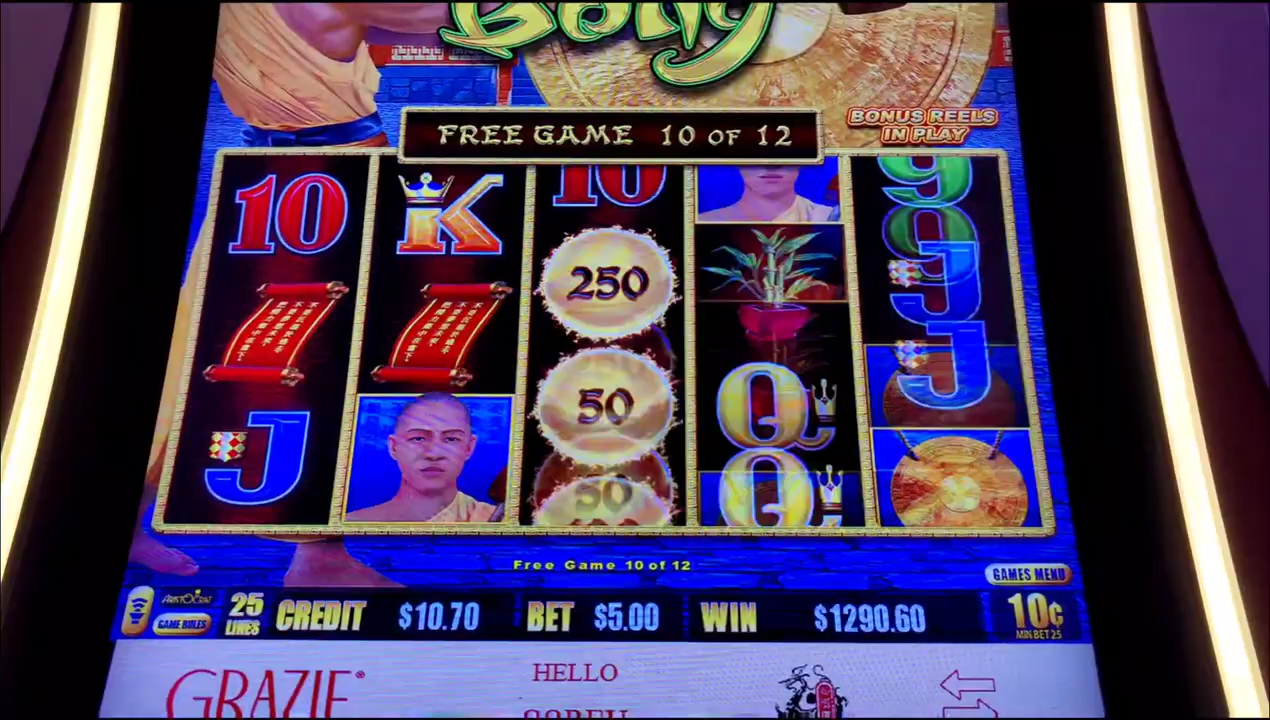 FREE GAME 10 OF 12
BONUS REELS
IN PLAY
10
K
10
9
250
J
50
Q
J
J
Q
50
Free Game 10 of 12
GAMES MENU
ARISTOCRAT
GAME RULES
25
LINES
CREDIT $10.70
BET $5.00
WIN $1290.60
10¢
MIN BET 25
GRAZIE®
HELLO